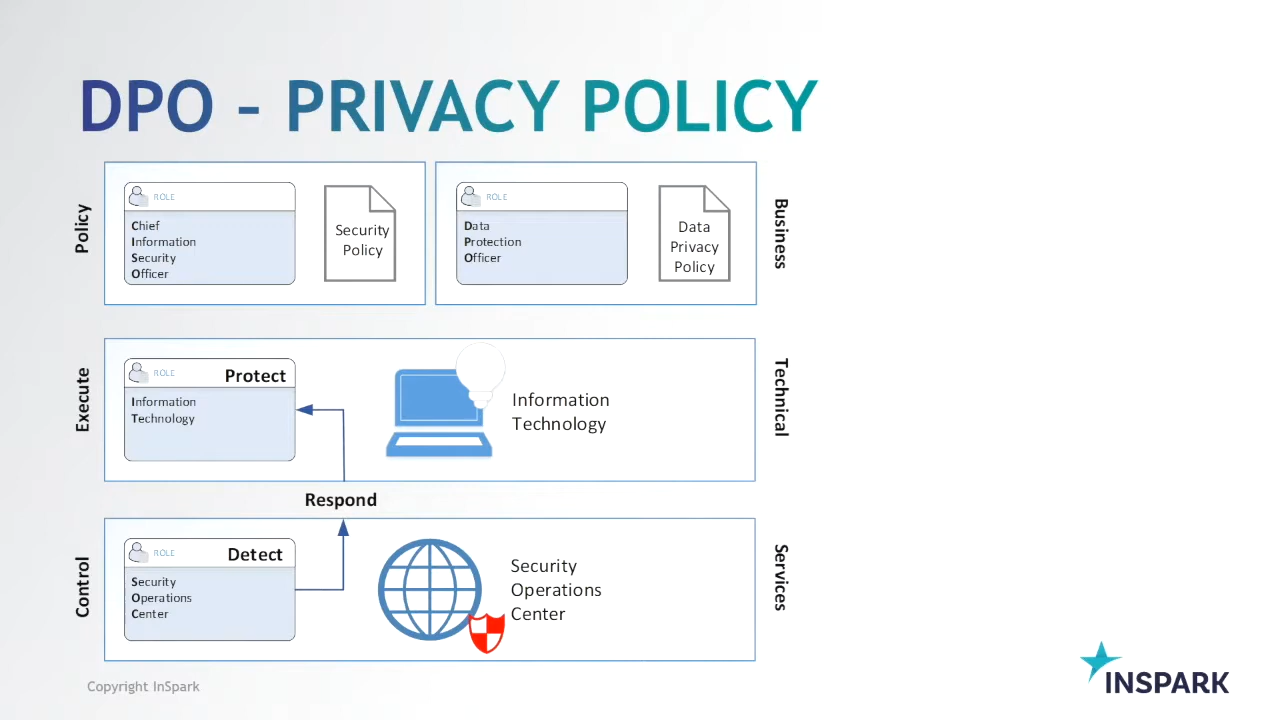 DPO - PRIVACY POLICY
Policy
ROLE
Chief
Information
Security
Officer
Security
Policy
ROLE
Data
Protection
Officer
Data
Privacy
Policy
Business
Execute
ROLE
Protect
Information
Technology
Information
Technology
Technical
Respond
Control
ROLE
Detect
Security
Operations
Center
Security
Operations
Center
Services
Copyright InSpark
INSPARK